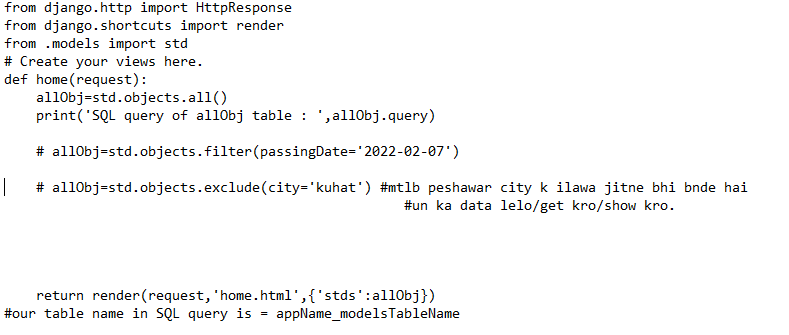 from django.http import HttpResponse
from django.shortcuts import render
from .models import std
# Create your views here.
def home(request):
    allObj=std.objects.all()
    print('SQL query of allObj table : ',allObj.query)
    # allObj=std.objects.filter(passingDate='2022-02-07')
    # allObj=std.objects.exclude(city='kuhat') #mtlb peshawar city k ilawa jitne bhi bnde hai
                                                  #un ka data lelo/get kro/show kro.
    return render(request,'home.html',{'stds':allObj})
#our table name in SQL query is = appName_modelsTableName